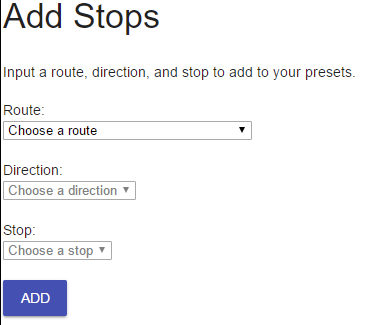 Add Stops
Input a route, direction, and stop to add to your presets.
Route:
Choose a route
Direction:
Choose a direction
Stop:
Choose a stop
ADD